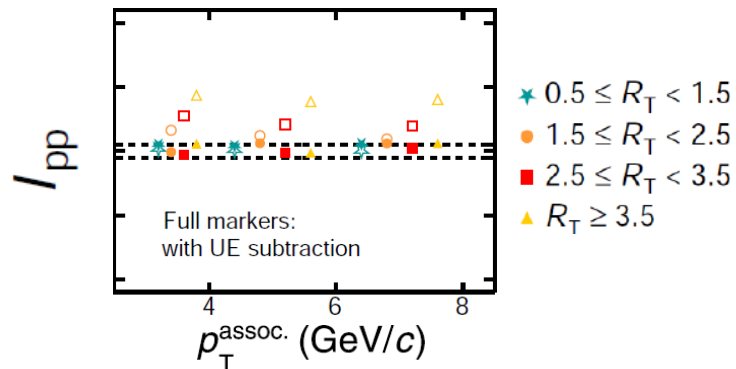 I_pp
0.5 ≤ R_T < 1.5
1.5 ≤ R_T < 2.5
2.5 ≤ R_T < 3.5
R_T ≥ 3.5
Full markers:
with UE subtraction
4 6 8
p_T^assoc. (GeV/c)